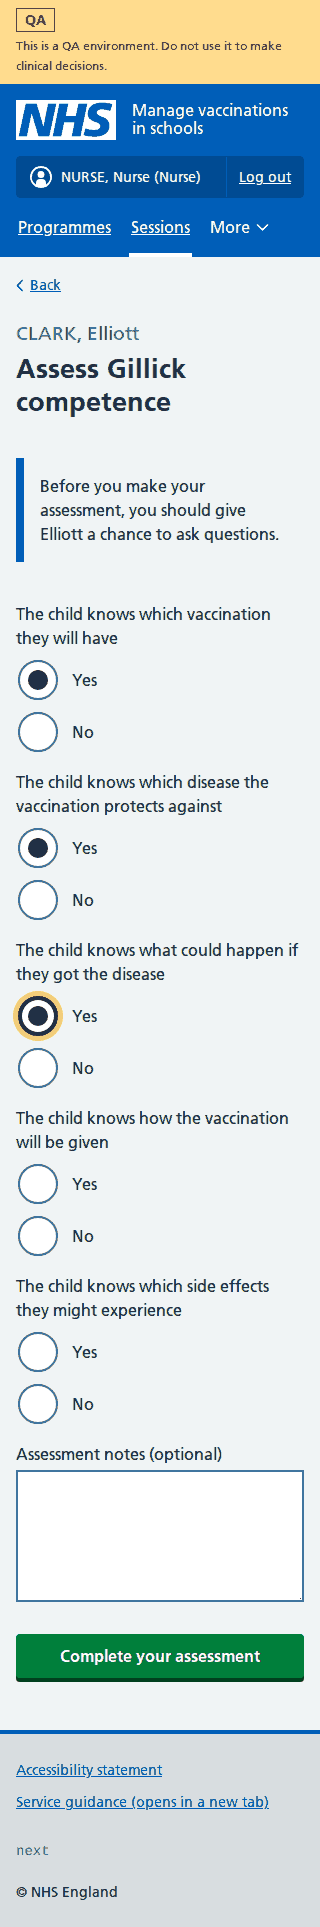 QA
This is a QA environment. Do not use it to make
clinical decisions.
NHS
Manage vaccinations
in schools
NURSE, Nurse (Nurse)
Log out
Programmes
Sessions
More
Back
CLARK, Elliott
Assess Gillick
competence
Before you make your
assessment, you should give
Elliott a chance to ask questions.
The child knows which vaccination
they will have
Yes
No
The child knows which disease the
vaccination protects against
Yes
No
The child knows what could happen if
they got the disease
Yes
No
The child knows how the vaccination
will be given
Yes
No
The child knows which side effects
they might experience
Yes
No
Assessment notes (optional)
Complete your assessment
Accessibility statement
Service guidance (opens in a new tab)
next
© NHS England